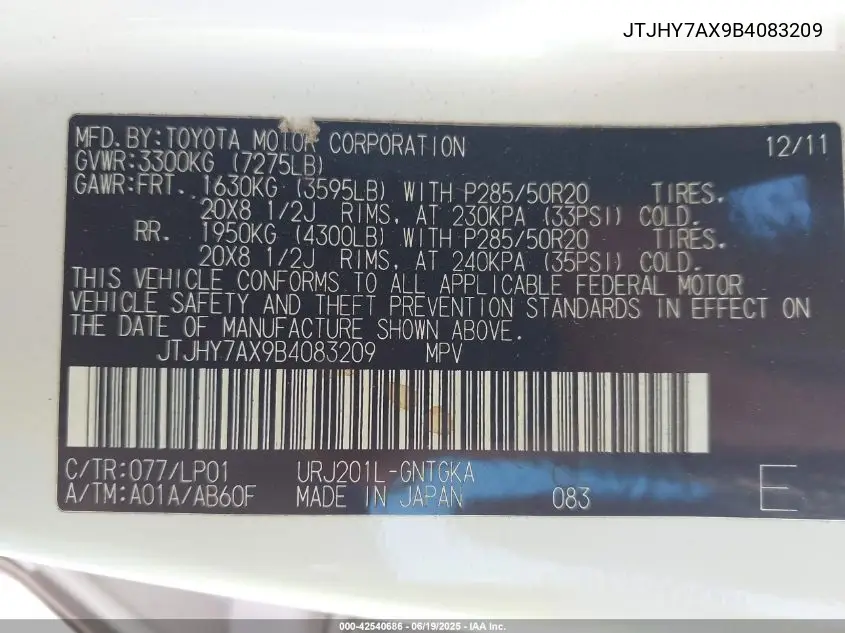 JTJHY7AX9B4083209
MFD. BY: TOYOTA MOTOR CORPORATION 12/11
GVWR: 3300KG (7275LB)
GAWR: FRT. 1630KG (3595LB) WITH P285/50R20 TIRES.
20X8 1/2J RIMS, AT 230KPA (33PSI) COLD.
RR. 1950KG (4300LB) WITH P285/50R20 TIRES.
20X8 1/2J RIMS, AT 240KPA (35PSI) COLD.
THIS VEHICLE CONFORMS TO ALL APPLICABLE FEDERAL MOTOR
VEHICLE SAFETY AND THEFT PREVENTION STANDARDS IN EFFECT ON
THE DATE OF MANUFACTURE SHOWN ABOVE.
JTJHY7AX9B4083209 MPV
C/TR: 077/LP01 URJ201L-GNTGKA
A/TM: A01A/AB60F MADE IN JAPAN 083 E
000-42540686 - 06/19/2025 - IAA Inc.